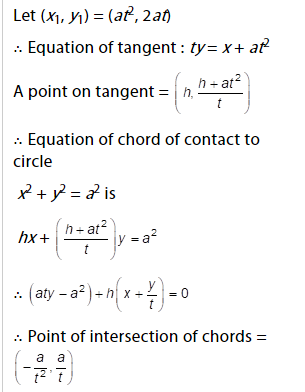 Let (x₁, y₁) = (at², 2at)
∴ Equation of tangent : ty = x + at²
A point on tangent = (h, (h + at²)/t)
∴ Equation of chord of contact to
circle
x² + y² = a² is
hx + ((h + at²)/t)y = a²
∴ (aty − a²) + h(x + y/t) = 0
∴ Point of intersection of chords =
(−a/t², a/t)